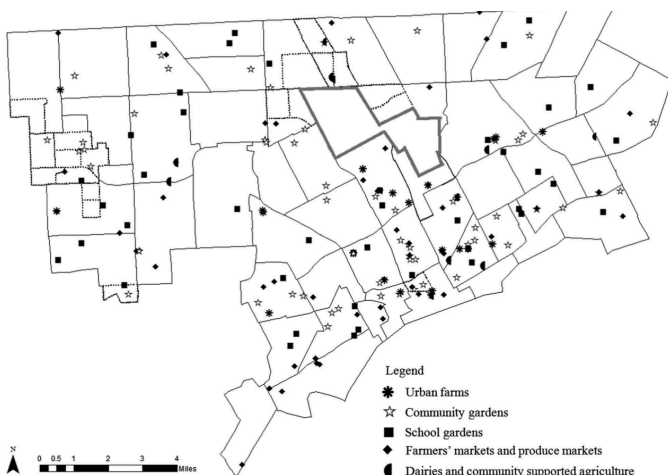 Legend
Urban farms
Community gardens
School gardens
Farmers' markets and produce markets
Dairies and community supported agriculture
N
0 0.5 1 2 3 4
Miles